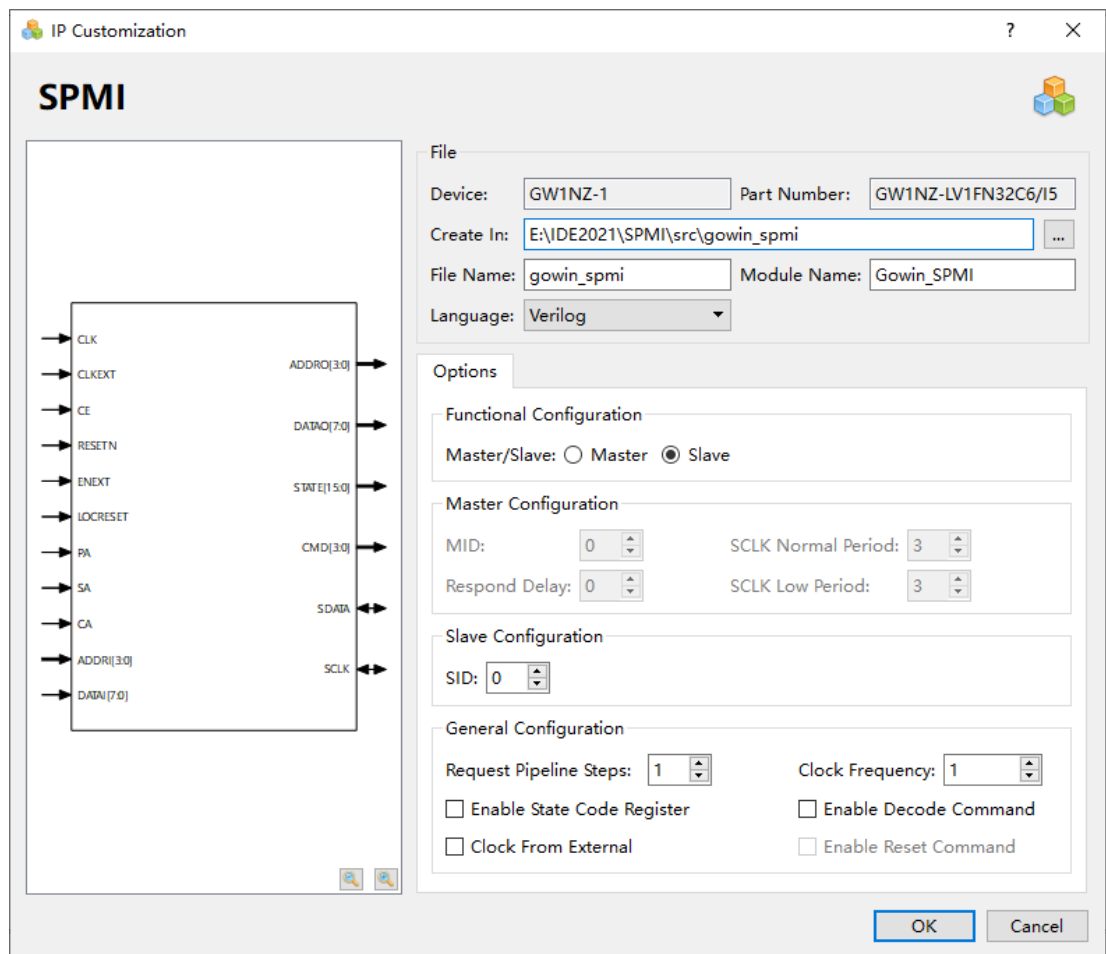 IP Customization
?
SPMI
CLK
CLKEXT
CE
RESETN
ENEXT
LOCRESET
PA
SA
CA
ADDRI[3:0]
DATAI[7:0]
ADDRO[3:0]
DATAO[7:0]
STATE[15:0]
CMD[3:0]
SDATA
SCLK
File
Device: GW1NZ-1 Part Number: GW1NZ-LV1FN32C6/I5
Create In: E:\IDE2021\SPMI\src\gowin_spmi ...
File Name: gowin_spmi Module Name: Gowin_SPMI
Language: Verilog
Options
Functional Configuration
Master/Slave: Master Slave
Master Configuration
MID: 0 SCLK Normal Period: 3
Respond Delay: 0 SCLK Low Period: 3
Slave Configuration
SID: 0
General Configuration
Request Pipeline Steps: 1 Clock Frequency: 1
Enable State Code Register Enable Decode Command
Clock From External Enable Reset Command
OK Cancel